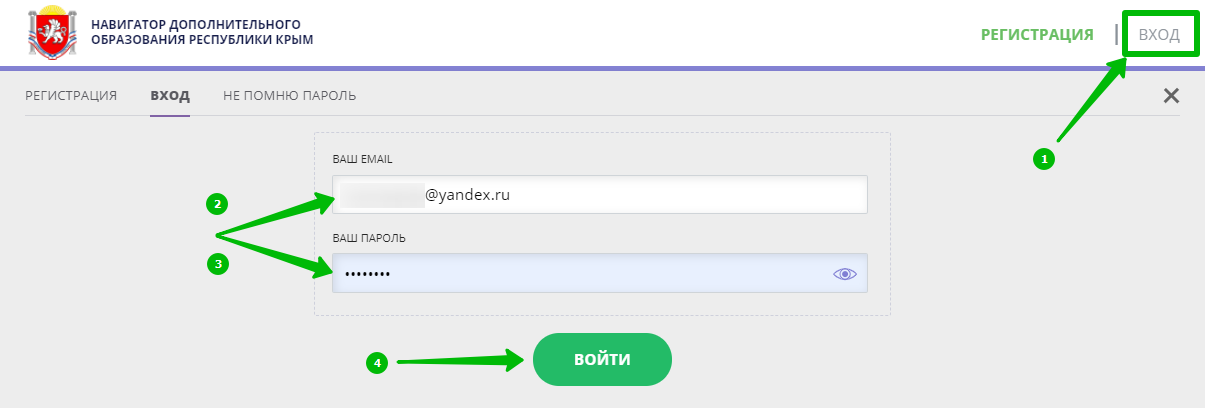 НАВИГАТОР ДОПОЛНИТЕЛЬНОГО
ОБРАЗОВАНИЯ РЕСПУБЛИКИ КРЫМ
РЕГИСТРАЦИЯ | ВХОД
РЕГИСТРАЦИЯ ВХОД НЕ ПОМНЮ ПАРОЛЬ
1
ВАШ EMAIL
@yandex.ru
2
ВАШ ПАРОЛЬ
3
••••••••
4
ВОЙТИ